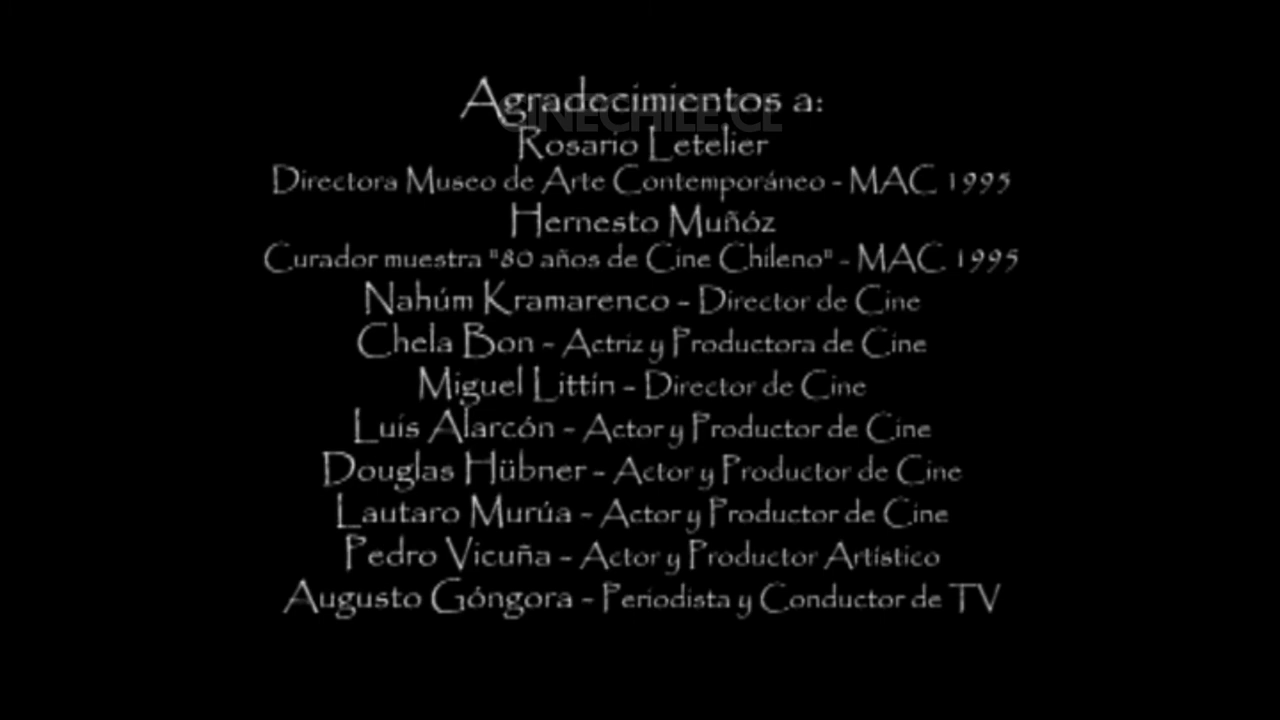 Agradecimientos a:
CINECHILE.CL
Rosario Letelier
Directora Museo de Arte Contemporáneo - MAC 1995
Hernesto Muñóz
Curador muestra "80 años de Cine Chileno" - MAC 1995
Nahúm Kramarenco - Director de Cine
Chela Bon - Actriz y Productora de Cine
Miguel Littín - Director de Cine
Luís Alarcón - Actor y Productor de Cine
Douglas Hübner - Actor y Productor de Cine
Lautaro Murúa - Actor y Productor de Cine
Pedro Vicuña - Actor y Productor Artístico
Augusto Góngora - Periodista y Conductor de TV